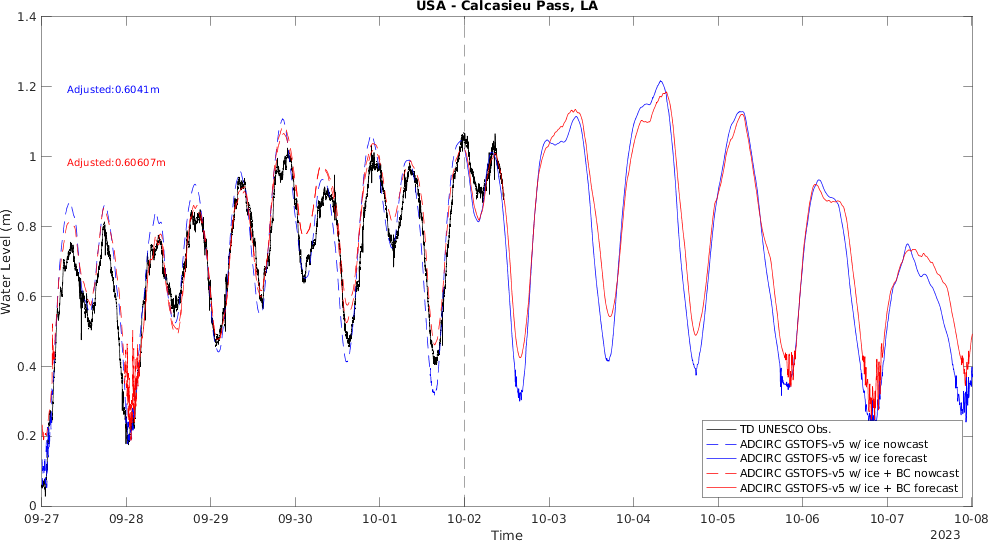 USA - Calcasieu Pass, LA
1.4
1.2
1
0.8
0.6
0.4
0.2
0
Water Level (m)
Adjusted:0.6041m
Adjusted:0.60607m
TD UNESCO Obs.
ADCIRC GSTOFS-v5 w/ ice nowcast
ADCIRC GSTOFS-v5 w/ ice forecast
ADCIRC GSTOFS-v5 w/ ice + BC nowcast
ADCIRC GSTOFS-v5 w/ ice + BC forecast
09-27 09-28 09-29 09-30 10-01 10-02 10-03 10-04 10-05 10-06 10-07 10-08
Time
2023